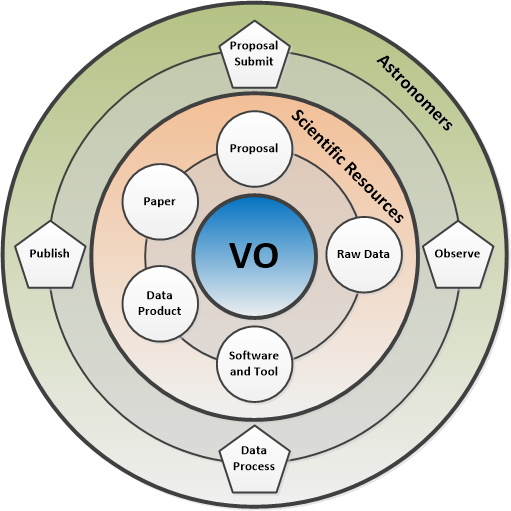 Proposal
Submit
Astronomers
Scientific Resources
Proposal
Paper
Publish
VO
Raw Data
Observe
Data
Product
Software
and Tool
Data
Process